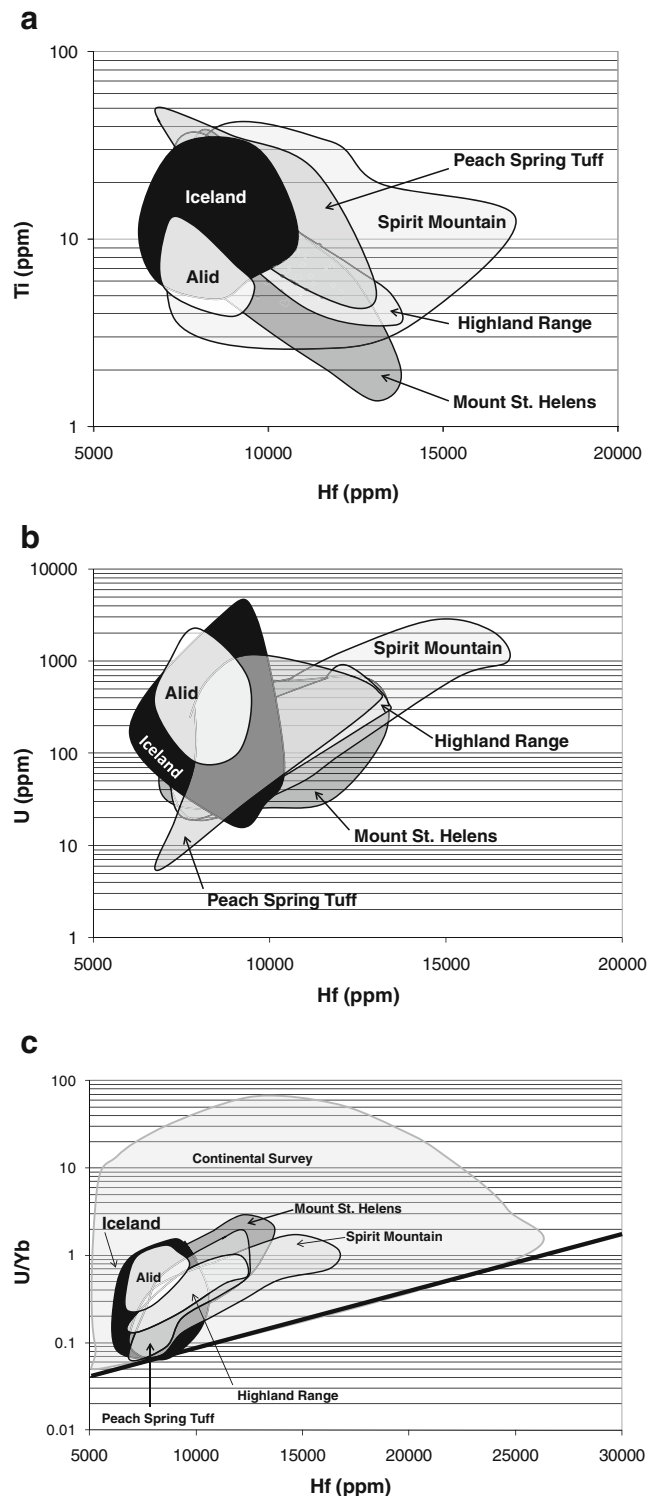 a
100
10
1
Ti (ppm)
Iceland
Alid
Peach Spring Tuff
Spirit Mountain
Highland Range
Mount St. Helens
5000 10000 15000 20000
Hf (ppm)
b
10000
1000
100
10
1
U (ppm)
Alid
Iceland
Spirit Mountain
Highland Range
Mount St. Helens
Peach Spring Tuff
5000 10000 15000 20000
Hf (ppm)
c
100
10
1
0.1
0.01
U/Yb
Continental Survey
Mount St. Helens
Iceland
Spirit Mountain
Alid
Highland Range
Peach Spring Tuff
5000 10000 15000 20000 25000 30000
Hf (ppm)